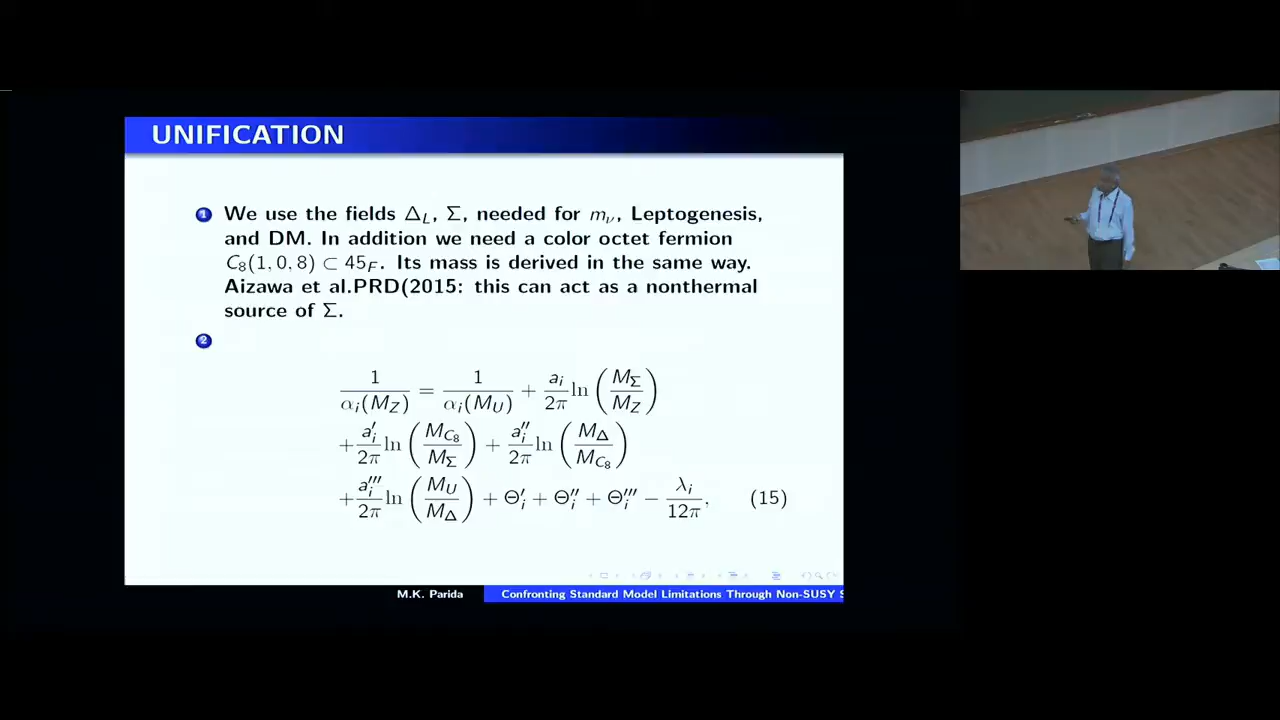 UNIFICATION
1 We use the fields Δ_L, Σ, needed for m_ν, Leptogenesis,
and DM. In addition we need a color octet fermion
C₈(1, 0, 8) ⊂ 45_F. Its mass is derived in the same way.
Aizawa et al.PRD(2015: this can act as a nonthermal
source of Σ.
2
1/α_i(M_Z) = 1/α_i(M_U) + a_i/2π ln (M_Σ/M_Z)
+ a′_i/2π ln (M_C₈/M_Σ) + a″_i/2π ln (M_Δ/M_C₈)
+ a‴_i/2π ln (M_U/M_Δ) + Θ′_i + Θ″_i + Θ‴_i − λ_i/12π, (15)
M.K. Parida
Confronting Standard Model Limitations Through Non-SUSY S